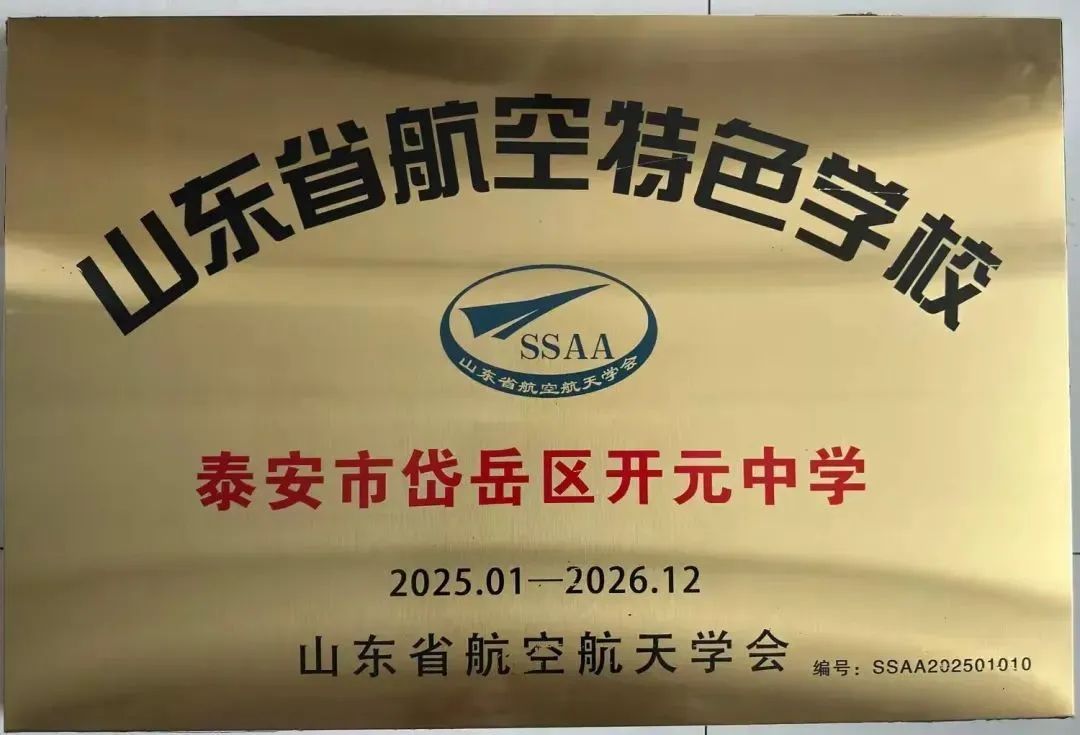 山东省航空特色学校
SSAA
山东省航空航天学会
泰安市岱岳区开元中学
2025.01—2026.12
山东省航空航天学会
编号：SSAA202501010